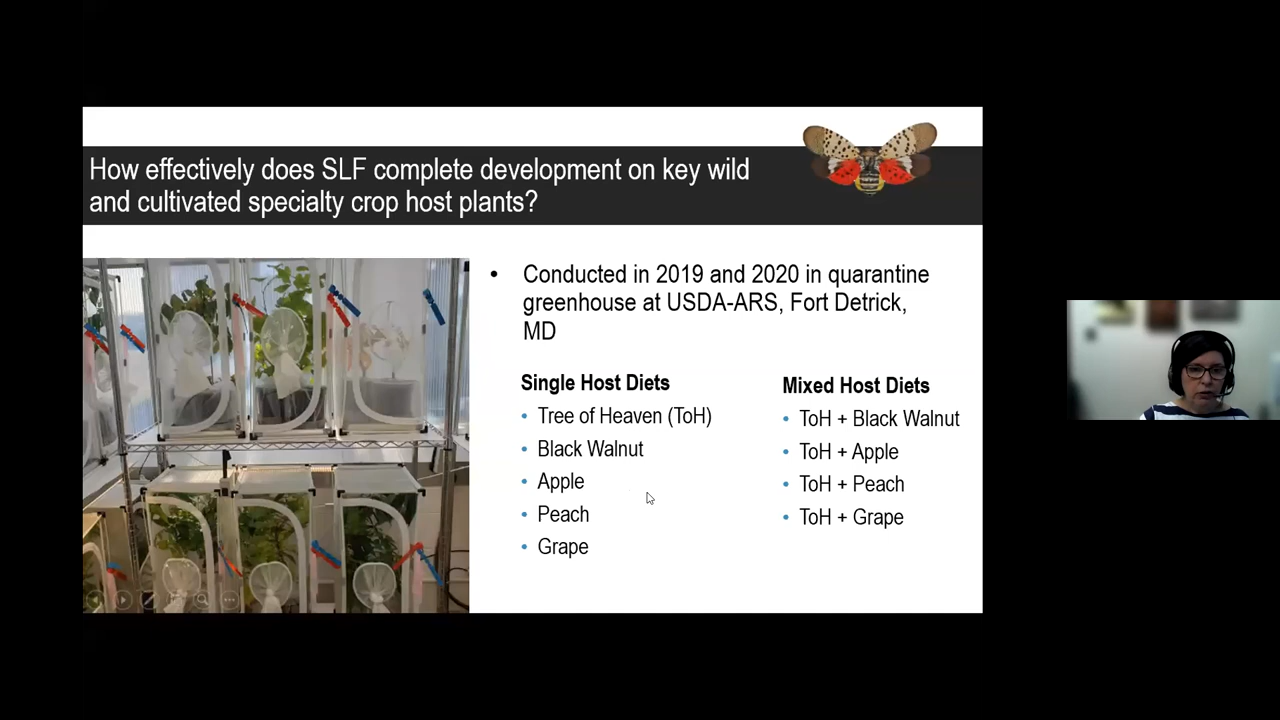 How effectively does SLF complete development on key wild
and cultivated specialty crop host plants?
• Conducted in 2019 and 2020 in quarantine
greenhouse at USDA-ARS, Fort Detrick,
MD
Single Host Diets
• Tree of Heaven (ToH)
• Black Walnut
• Apple
• Peach
• Grape
Mixed Host Diets
• ToH + Black Walnut
• ToH + Apple
• ToH + Peach
• ToH + Grape